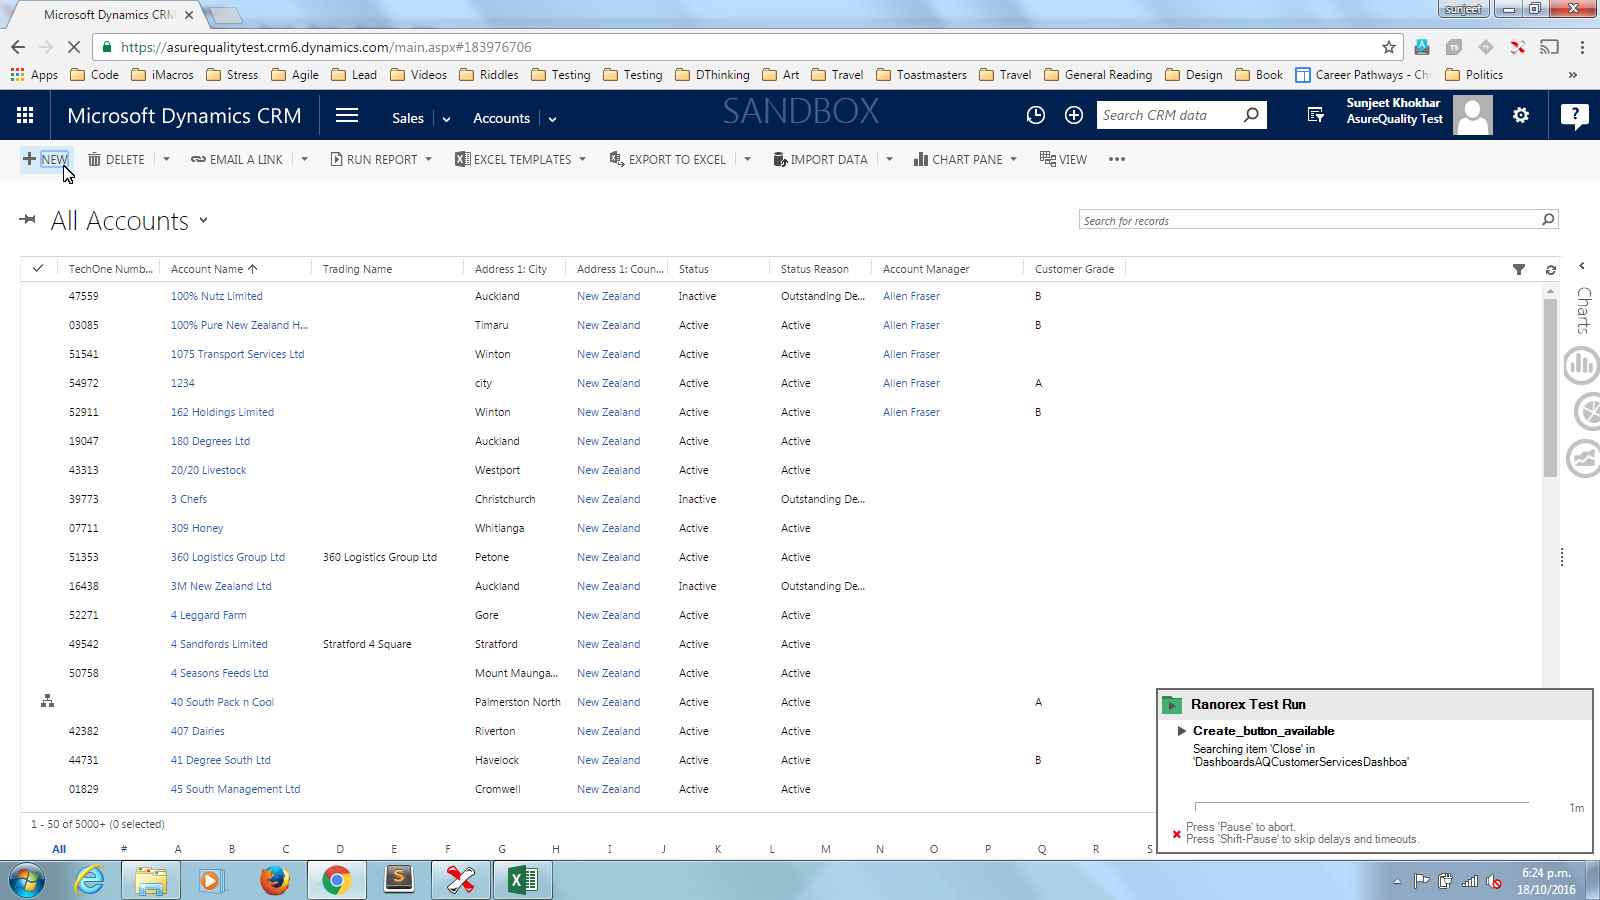 Microsoft Dynamics CRM
sunjeet
https://asurequalitytest.crm6.dynamics.com/main.aspx#183976706
Apps Code iMacros Stress Agile Lead Videos Riddles Testing Testing DThinking Art Travel Toastmasters Travel General Reading Design Book Career Pathways - Ch Politics »
Microsoft Dynamics CRM Sales Accounts SANDBOX Search CRM data Sunjeet Khokhar
AsureQuality Test
NEW DELETE EMAIL A LINK RUN REPORT EXCEL TEMPLATES EXPORT TO EXCEL IMPORT DATA CHART PANE VIEW •••
All Accounts Search for records
TechOne Numb... Account Name Trading Name Address 1: City Address 1: Coun... Status Status Reason Account Manager Customer Grade
Charts
47559 100% Nutz Limited Auckland New Zealand Inactive Outstanding De... Allen Fraser B
03085 100% Pure New Zealand H... Timaru New Zealand Active Active Allen Fraser B
51541 1075 Transport Services Ltd Winton New Zealand Active Active Allen Fraser
54972 1234 city New Zealand Active Active Allen Fraser A
52911 162 Holdings Limited Winton New Zealand Active Active Allen Fraser B
19047 180 Degrees Ltd Auckland New Zealand Active Active
43313 20/20 Livestock Westport New Zealand Active Active
39773 3 Chefs Christchurch New Zealand Inactive Outstanding De...
07711 309 Honey Whitianga New Zealand Active Active
51353 360 Logistics Group Ltd 360 Logistics Group Ltd Petone New Zealand Active Active
16438 3M New Zealand Ltd Auckland New Zealand Inactive Outstanding De...
52271 4 Leggard Farm Gore New Zealand Active Active
49542 4 Sandfords Limited Stratford 4 Square Stratford New Zealand Active Active
50758 4 Seasons Feeds Ltd Mount Maunga... New Zealand Active Active
40 South Pack n Cool Palmerston North New Zealand Active Active A
42382 407 Dairies Riverton New Zealand Active Active
44731 41 Degree South Ltd Havelock New Zealand Active Active B
01829 45 South Management Ltd Cromwell New Zealand Active Active
1 - 50 of 5000+ (0 selected)
All # A B C D E F G H I J K L M N O P Q R S
Ranorex Test Run
Create_button_available
Searching item 'Close' in
'DashboardsAQCustomerServicesDashboa'
1m
Press 'Pause' to abort.
Press 'Shift-Pause' to skip delays and timeouts.
6:24 p.m.
18/10/2016